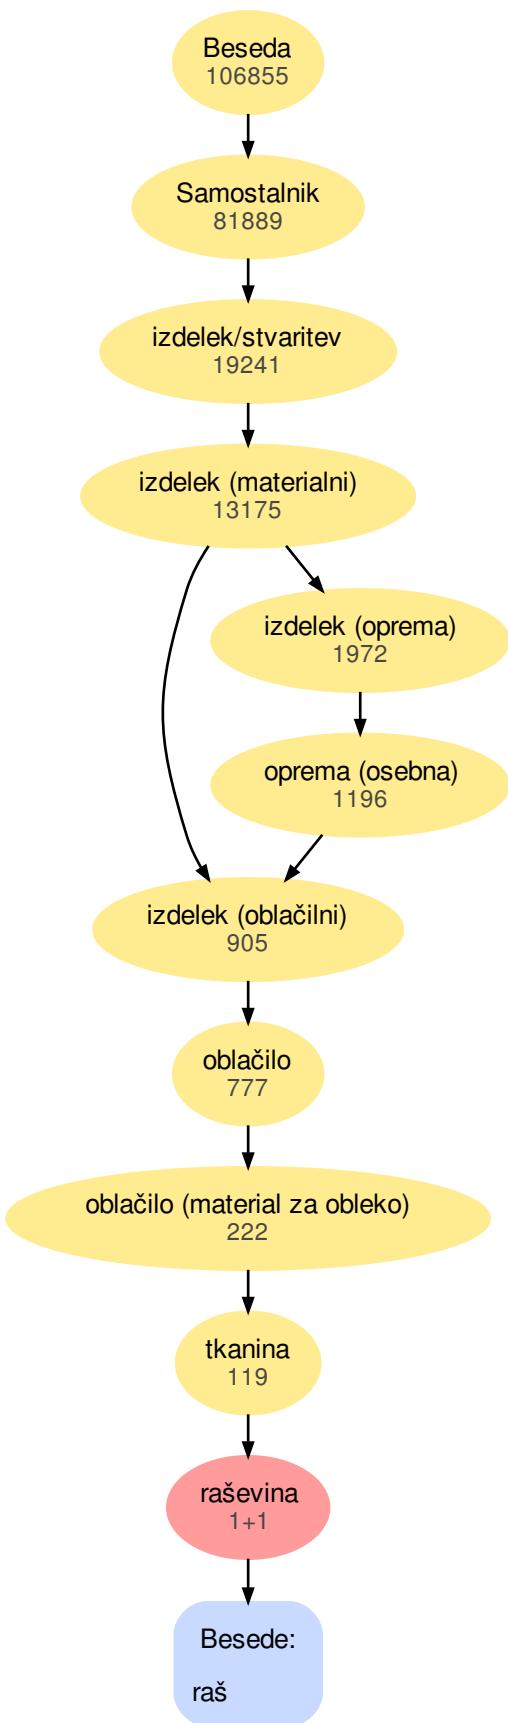 Beseda
106855
Samostalnik
81889
izdelek/stvaritev
19241
izdelek (materialni)
13175
izdelek (oprema)
1972
oprema (osebna)
1196
izdelek (oblačilni)
905
oblačilo
777
oblačilo (material za obleko)
222
tkanina
119
raševina
1+1
Besede:
raš